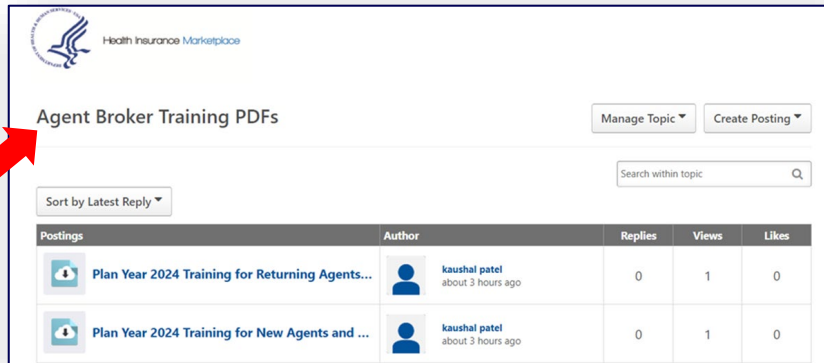 Health Insurance Marketplace
Agent Broker Training PDFs
Manage Topic
Create Posting
Search within topic
Sort by Latest Reply
Postings Author Replies Views Likes
Plan Year 2024 Training for Returning Agents... kaushal patel 0 1 0
about 3 hours ago
Plan Year 2024 Training for New Agents and ... kaushal patel 0 1 0
about 3 hours ago